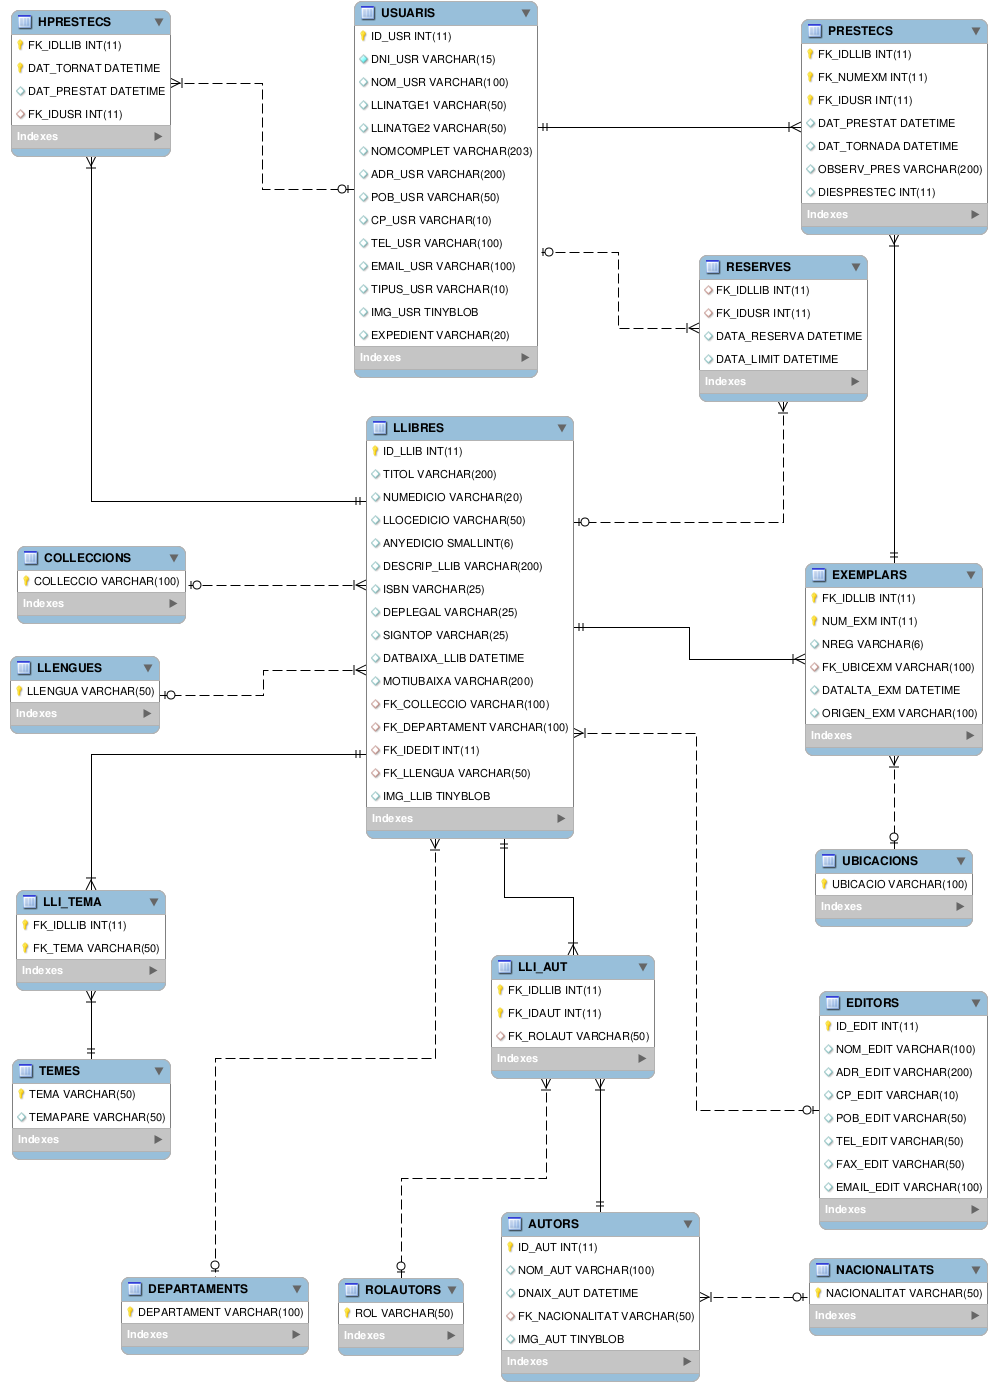 HPRESTECS
FK_IDLLIB INT(11)
DAT_TORNAT DATETIME
DAT_PRESTAT DATETIME
FK_IDUSR INT(11)
Indexes
USUARIS
ID_USR INT(11)
DNI_USR VARCHAR(15)
NOM_USR VARCHAR(100)
LLINATGE1 VARCHAR(50)
LLINATGE2 VARCHAR(50)
NOMCOMPLET VARCHAR(203)
ADR_USR VARCHAR(200)
POB_USR VARCHAR(50)
CP_USR VARCHAR(10)
TEL_USR VARCHAR(100)
EMAIL_USR VARCHAR(100)
TIPUS_USR VARCHAR(10)
IMG_USR TINYBLOB
EXPEDIENT VARCHAR(20)
Indexes
PRESTECS
FK_IDLLIB INT(11)
FK_NUMEXM INT(11)
FK_IDUSR INT(11)
DAT_PRESTAT DATETIME
DAT_TORNADA DATETIME
OBSERV_PRES VARCHAR(200)
DIESPRESTEC INT(11)
Indexes
RESERVES
FK_IDLLIB INT(11)
FK_IDUSR INT(11)
DATA_RESERVA DATETIME
DATA_LIMIT DATETIME
Indexes
LLIBRES
ID_LLIB INT(11)
TITOL VARCHAR(200)
NUMEDICIO VARCHAR(20)
LLOCEDICIO VARCHAR(50)
ANYEDICIO SMALLINT(6)
DESCRIP_LLIB VARCHAR(200)
ISBN VARCHAR(25)
DEPLEGAL VARCHAR(25)
SIGNTOP VARCHAR(25)
DATBAIXA_LLIB DATETIME
MOTIUBAIXA VARCHAR(200)
FK_COLLECCIO VARCHAR(100)
FK_DEPARTAMENT VARCHAR(100)
FK_IDEDIT INT(11)
FK_LLENGUA VARCHAR(50)
IMG_LLIB TINYBLOB
Indexes
COLLECCIONS
COLLECCIO VARCHAR(100)
Indexes
LLENGUES
LLENGUA VARCHAR(50)
Indexes
EXEMPLARS
FK_IDLLIB INT(11)
NUM_EXM INT(11)
NREG VARCHAR(6)
FK_UBICEXM VARCHAR(100)
DATALTA_EXM DATETIME
ORIGEN_EXM VARCHAR(100)
Indexes
UBICACIONS
UBICACIO VARCHAR(100)
Indexes
LLI_TEMA
FK_IDLLIB INT(11)
FK_TEMA VARCHAR(50)
Indexes
LLI_AUT
FK_IDLLIB INT(11)
FK_IDAUT INT(11)
FK_ROLAUT VARCHAR(50)
Indexes
EDITORS
ID_EDIT INT(11)
NOM_EDIT VARCHAR(100)
ADR_EDIT VARCHAR(200)
CP_EDIT VARCHAR(10)
POB_EDIT VARCHAR(50)
TEL_EDIT VARCHAR(50)
FAX_EDIT VARCHAR(50)
EMAIL_EDIT VARCHAR(100)
Indexes
TEMES
TEMA VARCHAR(50)
TEMAPARE VARCHAR(50)
Indexes
AUTORS
ID_AUT INT(11)
NOM_AUT VARCHAR(100)
DNAIX_AUT DATETIME
FK_NACIONALITAT VARCHAR(50)
IMG_AUT TINYBLOB
Indexes
NACIONALITATS
NACIONALITAT VARCHAR(50)
Indexes
DEPARTAMENTS
DEPARTAMENT VARCHAR(100)
Indexes
ROLAUTORS
ROL VARCHAR(50)
Indexes